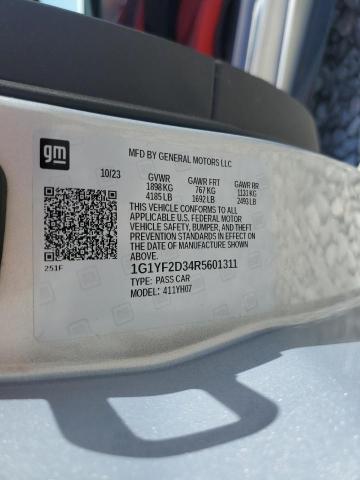 gm
MFD BY GENERAL MOTORS LLC
10/23 GVWR GAWR FRT GAWR RR
1898 KG 767 KG 1131 KG
4185 LB 1692 LB 2493 LB
THIS VEHICLE CONFORMS TO ALL
APPLICABLE U.S. FEDERAL MOTOR
VEHICLE SAFETY, BUMPER, AND THEFT
PREVENTION STANDARDS IN EFFECT ON
THE DATE OF MANUFACTURE SHOWN
ABOVE.
251F
1G1YF2D34R5601311
TYPE: PASS CAR
MODEL: 411YH07